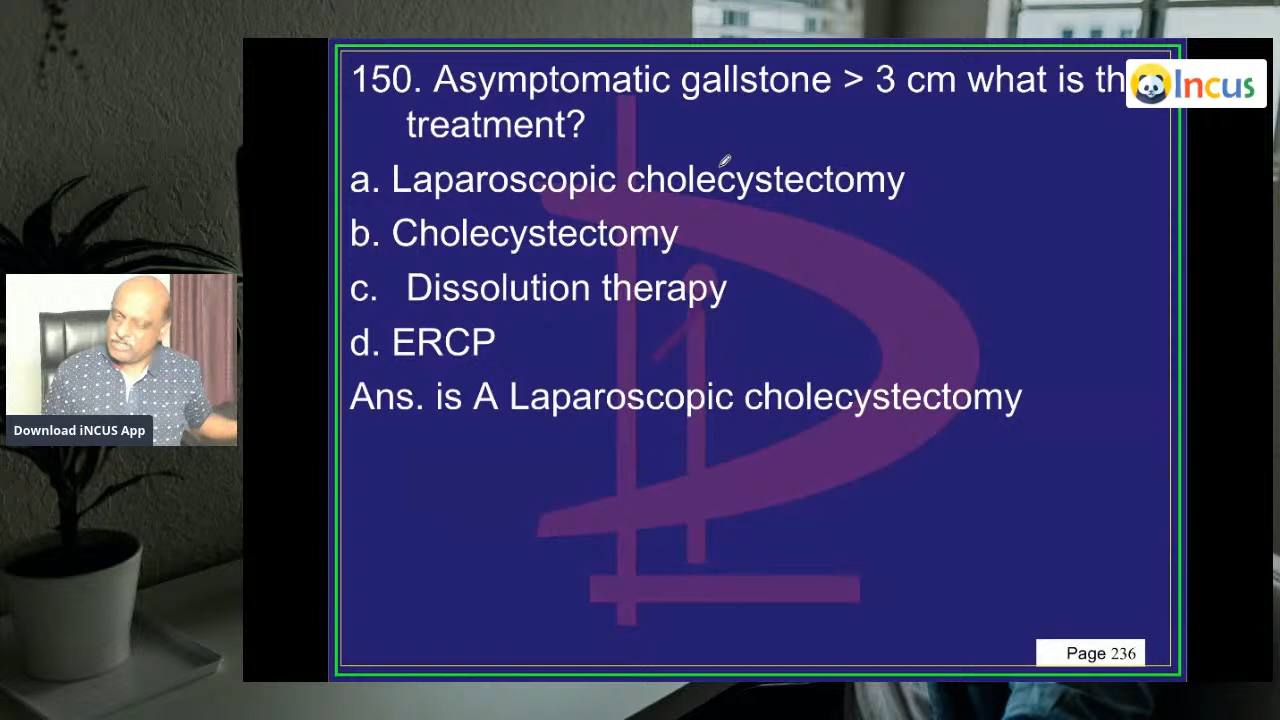 150. Asymptomatic gallstone > 3 cm what is th
Incus
treatment?
a. Laparoscopic cholecystectomy
b. Cholecystectomy
c. Dissolution therapy
d. ERCP
Ans. is A Laparoscopic cholecystectomy
Download iNCUS App
Page 236